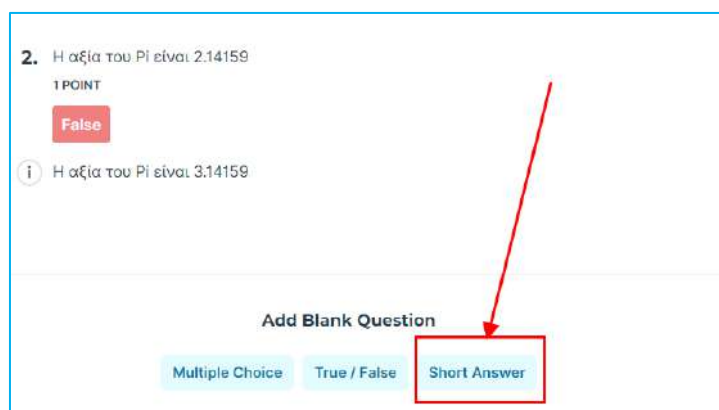 2. Η αξία του Pi είναι 2.14159
1 POINT
False
i Η αξία του Pi είναι 3.14159
Add Blank Question
Multiple Choice True / False Short Answer